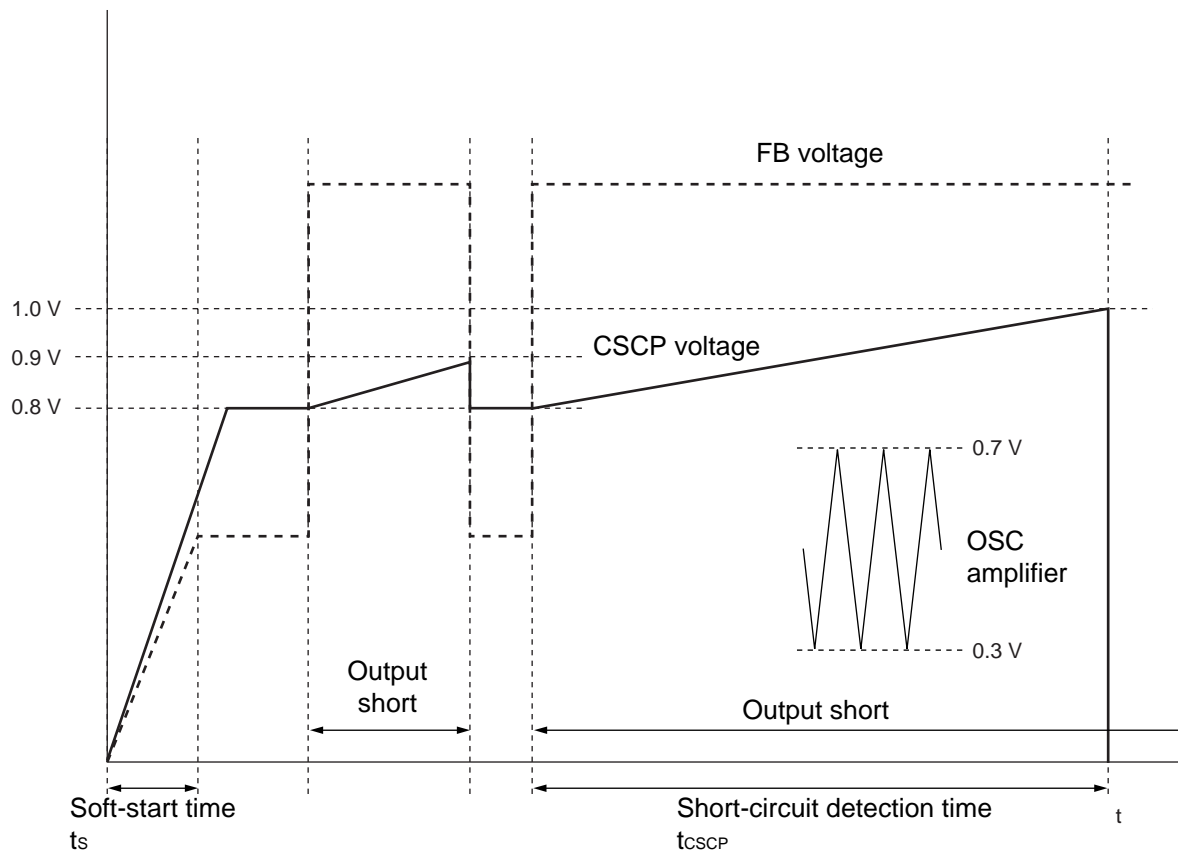 FB voltage
1.0 V
0.9 V
CSCP voltage
0.8 V
0.7 V
OSC
amplifier
0.3 V
Output
short
Output short
Soft-start time
ts
Short-circuit detection time
tCSCP
t